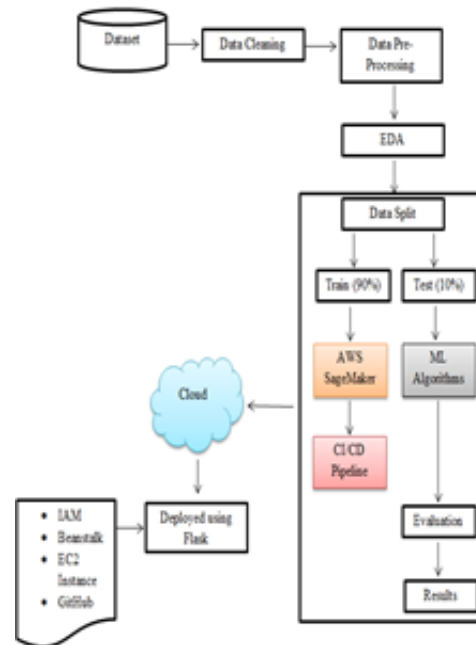 Dataset
Data Cleaning
Data Pre-
Processing
EDA
Data Split
Train (90%)
Test (10%)
AWS
SageMaker
ML
Algorithms
Cloud
CI/CD
Pipeline
IAM
Beanstalk
EC2
Instance
GitHub
Deployed using
Flask
Evaluation
Results